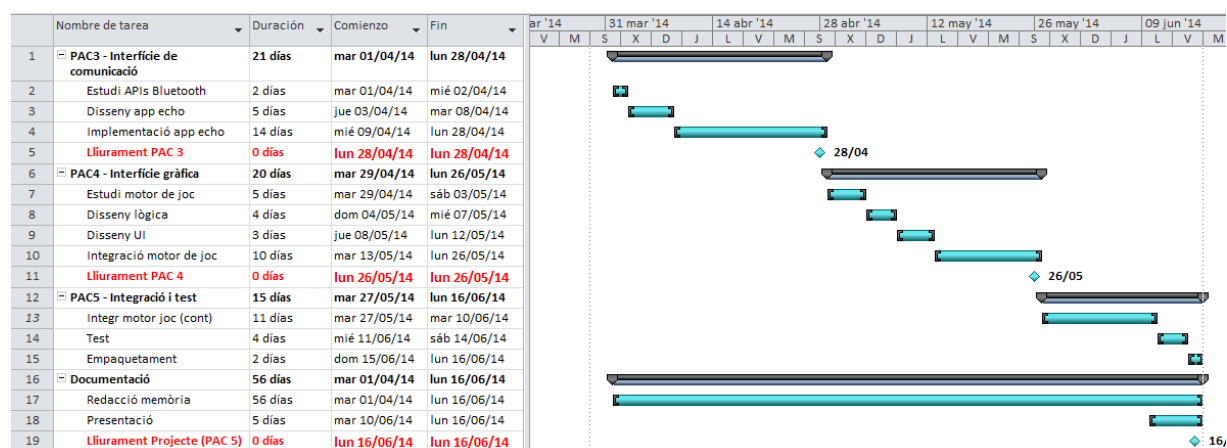 Nombre de tarea Duración Comienzo Fin ar '14 31 mar '14 14 abr '14 28 abr '14 12 may '14 26 may '14 09 jun '14
V M S X D J L V M S X D J L V M S X D J L V M
1 PAC3 - Interfície de comunicació 21 días mar 01/04/14 lun 28/04/14
2 Estudi APIs Bluetooth 2 días mar 01/04/14 mié 02/04/14
3 Disseny app echo 5 días jue 03/04/14 mar 08/04/14
4 Implementació app echo 14 días mié 09/04/14 lun 28/04/14
5 Lliurament PAC 3 0 días lun 28/04/14 lun 28/04/14 28/04
6 PAC4 - Interfície gràfica 20 días mar 29/04/14 lun 26/05/14
7 Estudi motor de joc 5 días mar 29/04/14 sáb 03/05/14
8 Disseny lògica 4 días dom 04/05/14 mié 07/05/14
9 Disseny UI 3 días jue 08/05/14 lun 12/05/14
10 Integració motor de joc 10 días mar 13/05/14 lun 26/05/14
11 Lliurament PAC 4 0 días lun 26/05/14 lun 26/05/14 26/05
12 PAC5 - Integració i test 15 días mar 27/05/14 lun 16/06/14
13 Integr motor joc (cont) 11 días mar 27/05/14 mar 10/06/14
14 Test 4 días mié 11/06/14 sáb 14/06/14
15 Empaquetament 2 días dom 15/06/14 lun 16/06/14
16 Documentació 56 días mar 01/04/14 lun 16/06/14
17 Redacció memòria 56 días mar 01/04/14 lun 16/06/14
18 Presentació 5 días mar 10/06/14 lun 16/06/14
19 Lliurament Projecte (PAC 5) 0 días lun 16/06/14 lun 16/06/14 16/